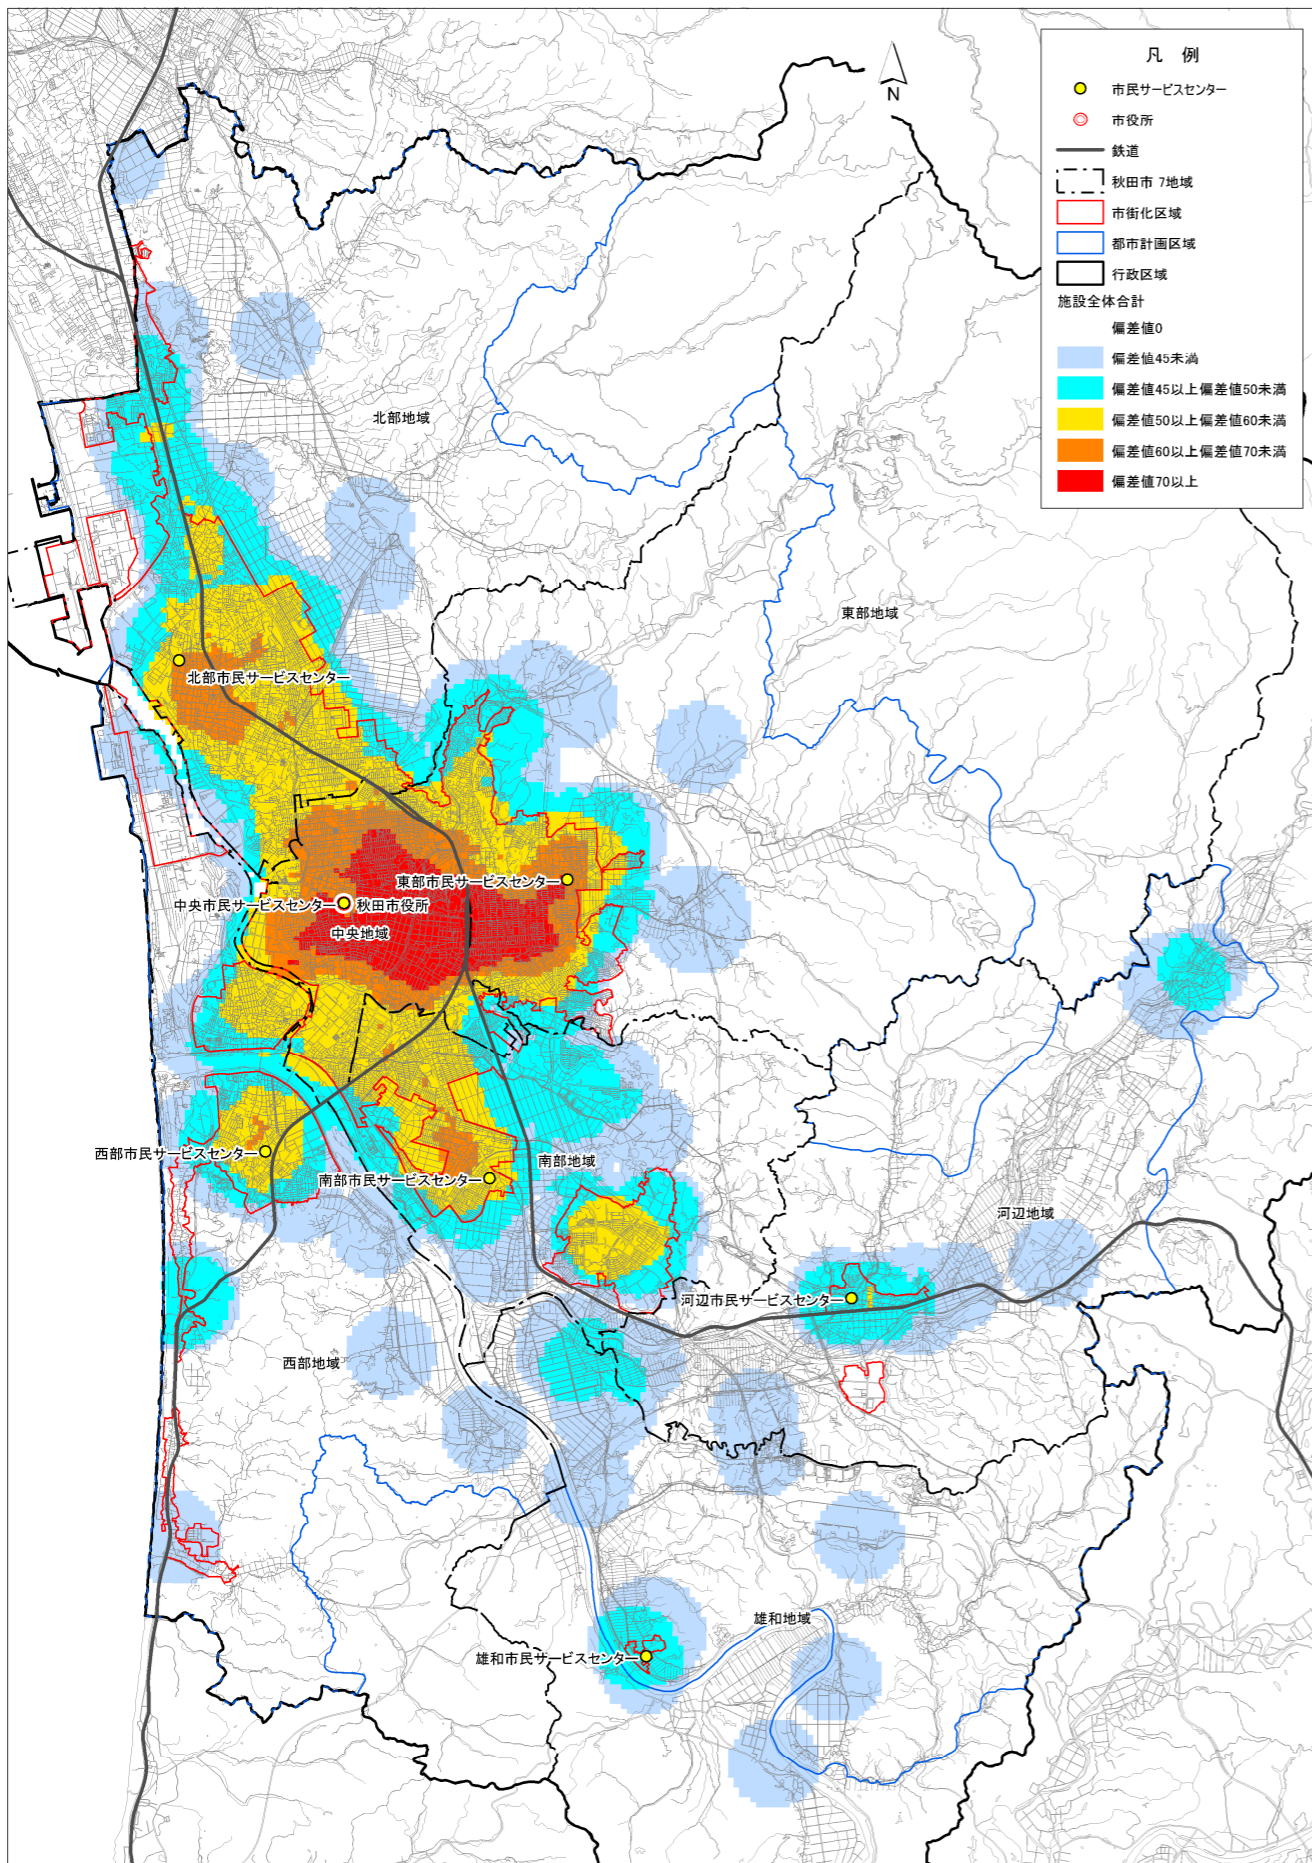 凡 例
市民サービスセンター
市役所
鉄道
秋田市 7地域
市街化区域
都市計画区域
行政区域
施設全体合計
偏差値0
偏差値45未満
偏差値45以上偏差値50未満
偏差値50以上偏差値60未満
偏差値60以上偏差値70未満
偏差値70以上
N
北部地域
東部地域
北部市民サービスセンター
東部市民サービスセンター
中央市民サービスセンター
秋田市役所
中央地域
西部市民サービスセンター
南部地域
南部市民サービスセンター
河辺地域
河辺市民サービスセンター
西部地域
雄和地域
雄和市民サービスセンター